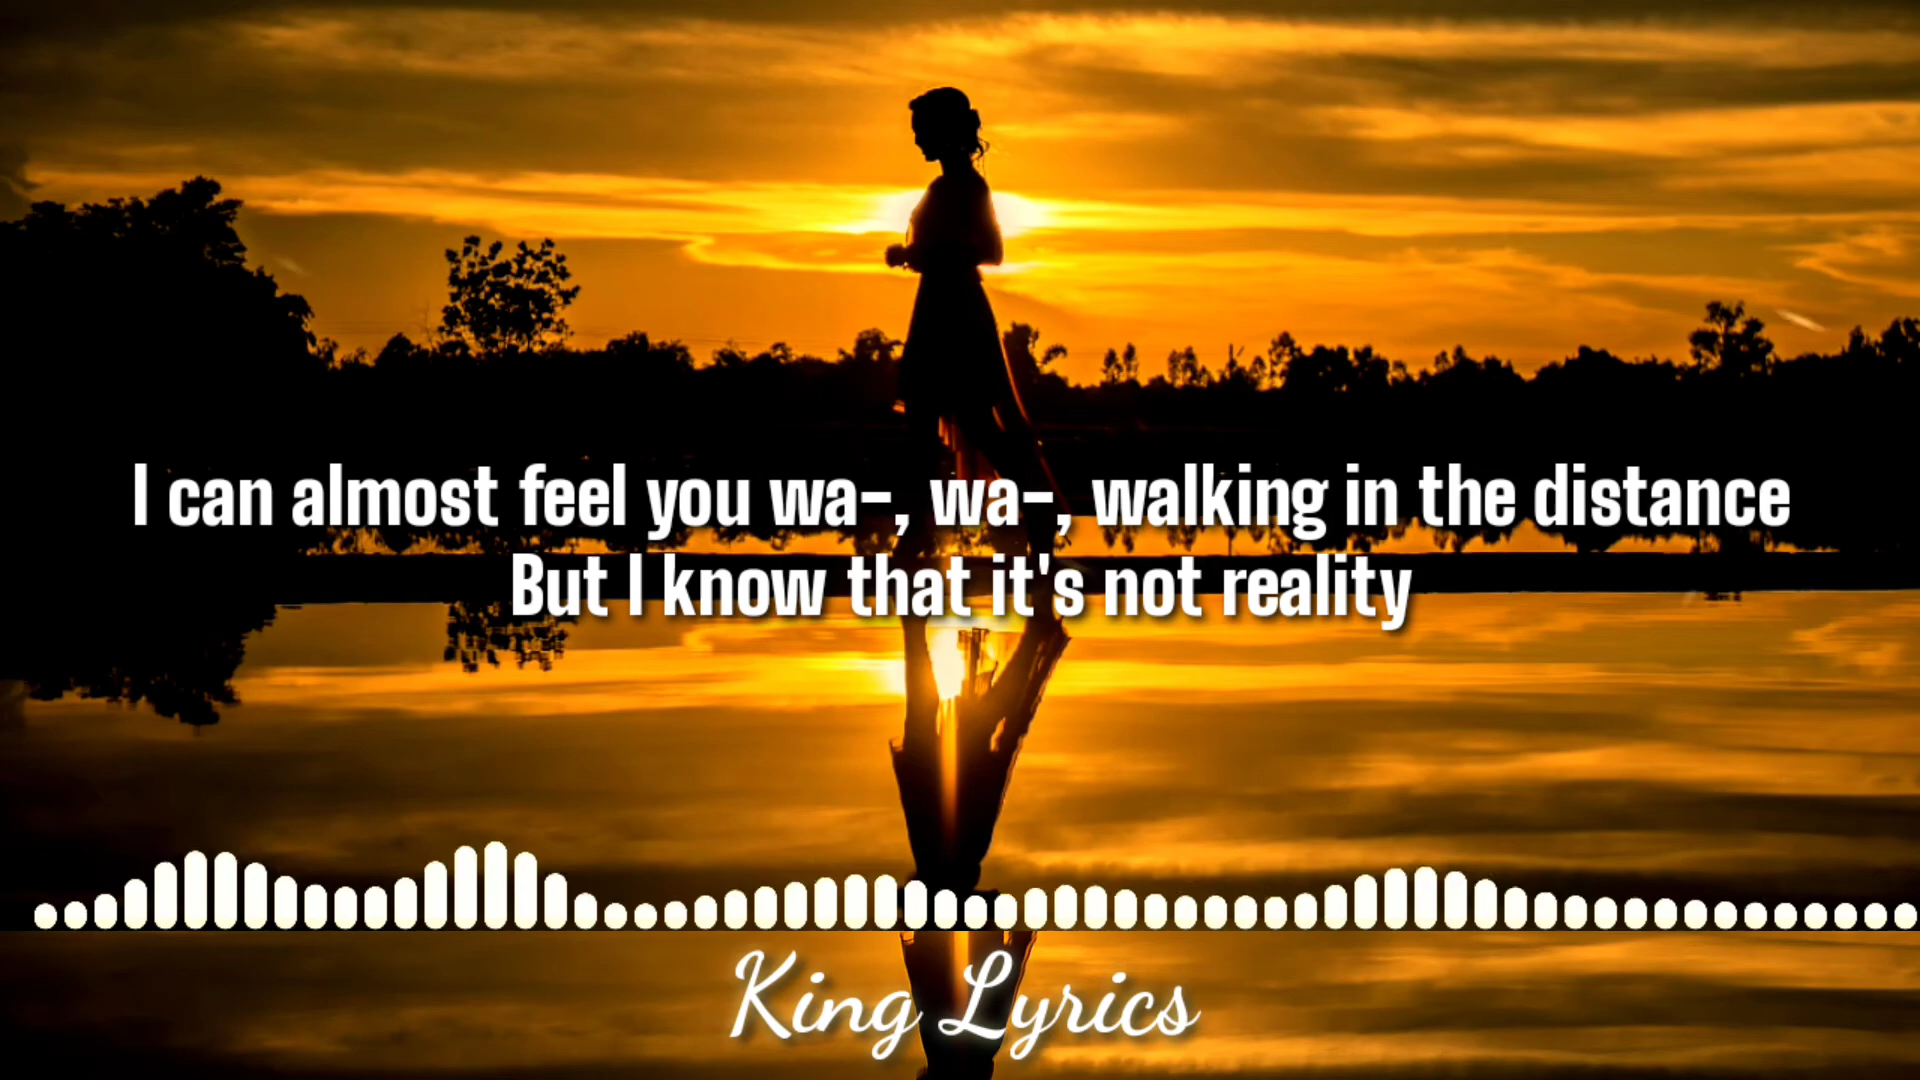 I can almost feel you wa-, wa-, walking in the distance
But I know that it's not reality
King Lyrics